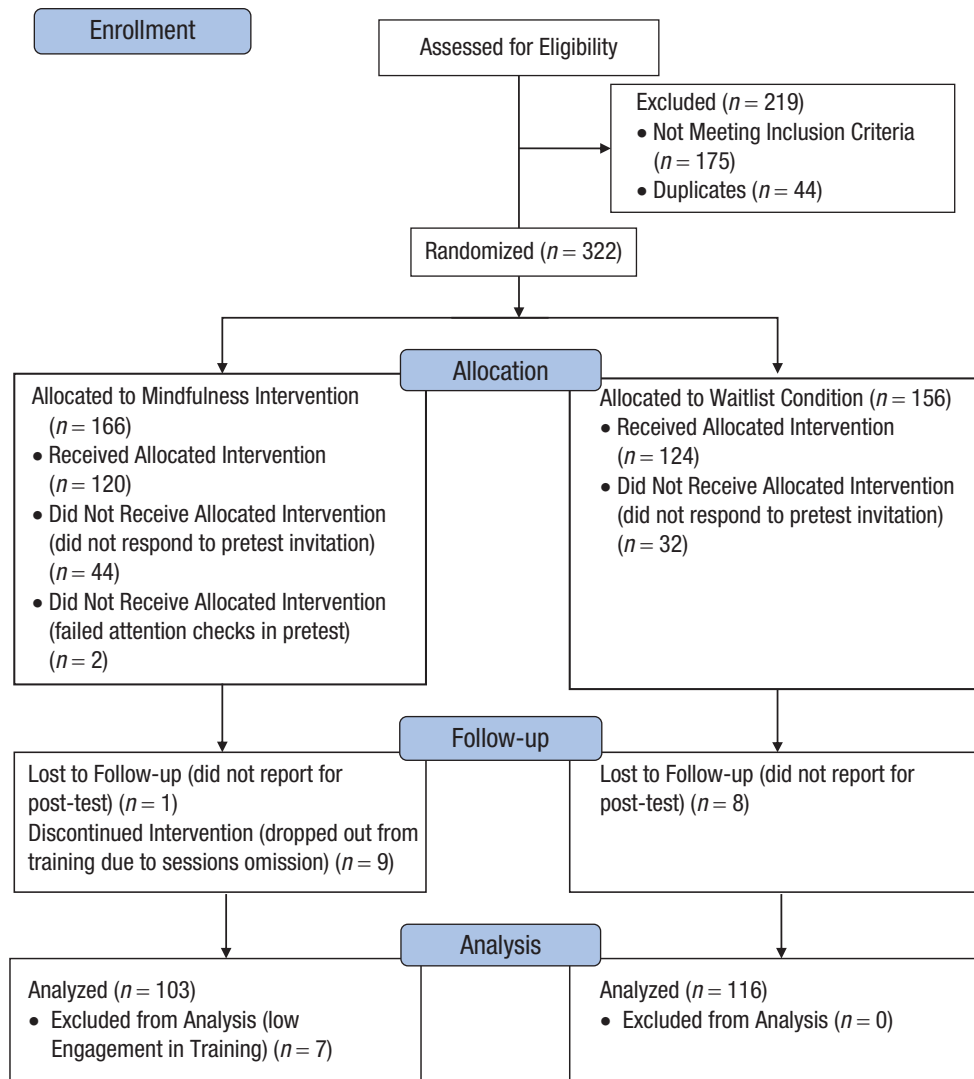 Enrollment
Assessed for Eligibility
Excluded (n = 219)
• Not Meeting Inclusion Criteria
(n = 175)
• Duplicates (n = 44)
Randomized (n = 322)
Allocation
Allocated to Mindfulness Intervention
(n = 166)
• Received Allocated Intervention
(n = 120)
• Did Not Receive Allocated Intervention
(did not respond to pretest invitation)
(n = 44)
• Did Not Receive Allocated Intervention
(failed attention checks in pretest)
(n = 2)
Allocated to Waitlist Condition (n = 156)
• Received Allocated Intervention
(n = 124)
• Did Not Receive Allocated Intervention
(did not respond to pretest invitation)
(n = 32)
Follow-up
Lost to Follow-up (did not report for
post-test) (n = 1)
Discontinued Intervention (dropped out from
training due to sessions omission) (n = 9)
Lost to Follow-up (did not report for
post-test) (n = 8)
Analysis
Analyzed (n = 103)
• Excluded from Analysis (low
Engagement in Training) (n = 7)
Analyzed (n = 116)
• Excluded from Analysis (n = 0)